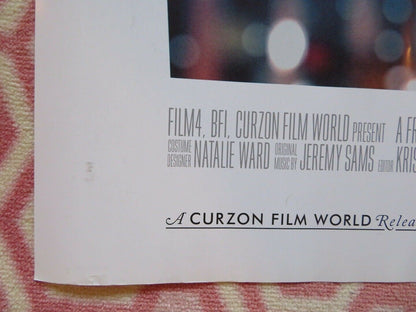 FILM4, BFI, CURZON FILM WORLD PRESENT A FR
COSTUME DESIGNER NATALIE WARD ORIGINAL MUSIC BY JEREMY SAMS EDITOR KRIS
A CURZON FILM WORLD Relea